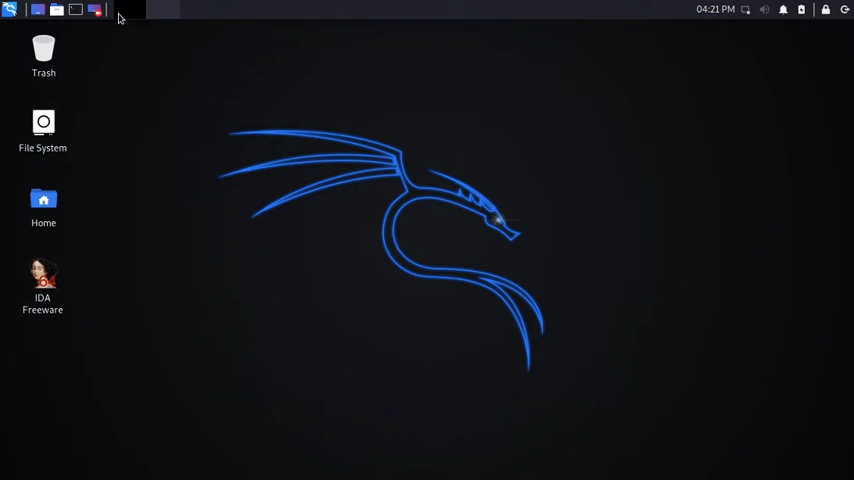 04:21 PM
Trash
File System
Home
IDA
Freeware